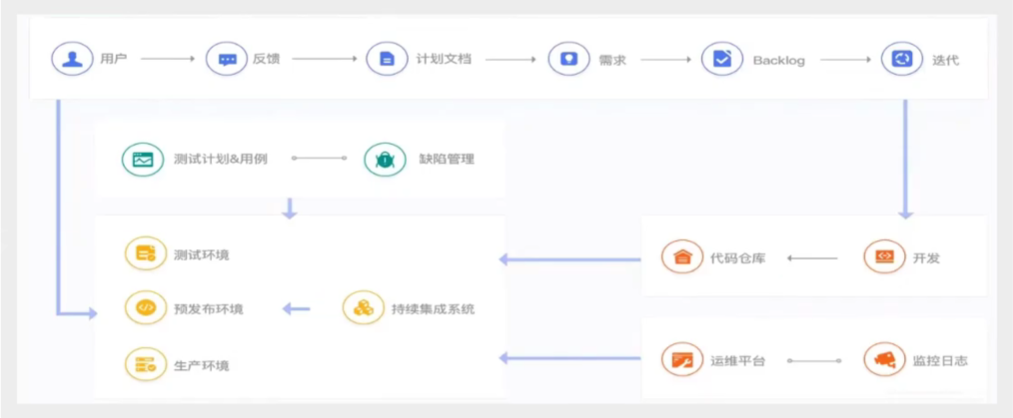 用户
反馈
计划文档
需求
Backlog
迭代
测试计划&用例
缺陷管理
测试环境
预发布环境
持续集成系统
生产环境
代码仓库
开发
运维平台
监控日志